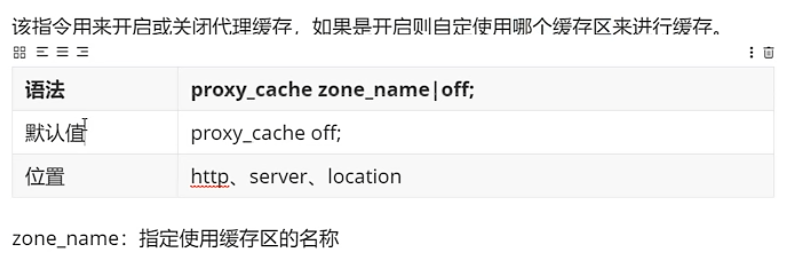 该指令用来开启或关闭代理缓存，如果是开启则自定使用哪个缓存区来进行缓存。
语法 proxy_cache zone_name|off;
默认值 proxy_cache off;
位置 http、server、location
zone_name：指定使用缓存区的名称